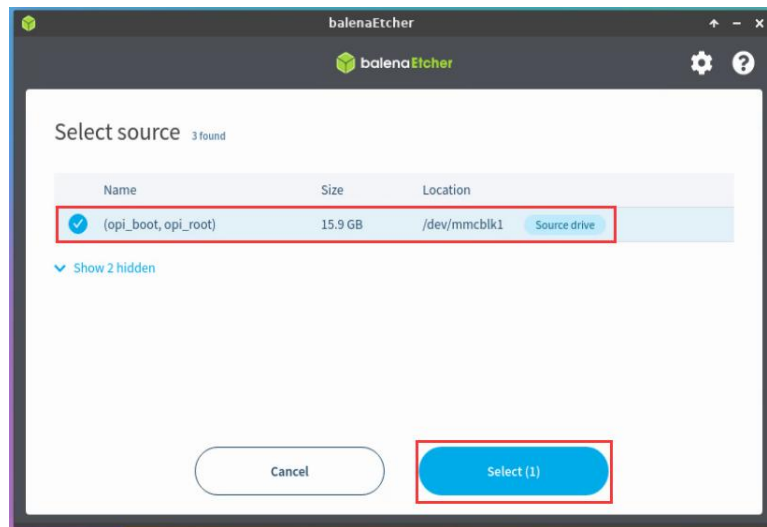 balenaEtcher
balenaEtcher
Select source 3 found
Name Size Location
(opi_boot, opi_root) 15.9 GB /dev/mmcblk1 Source drive
Show 2 hidden
Cancel Select (1)